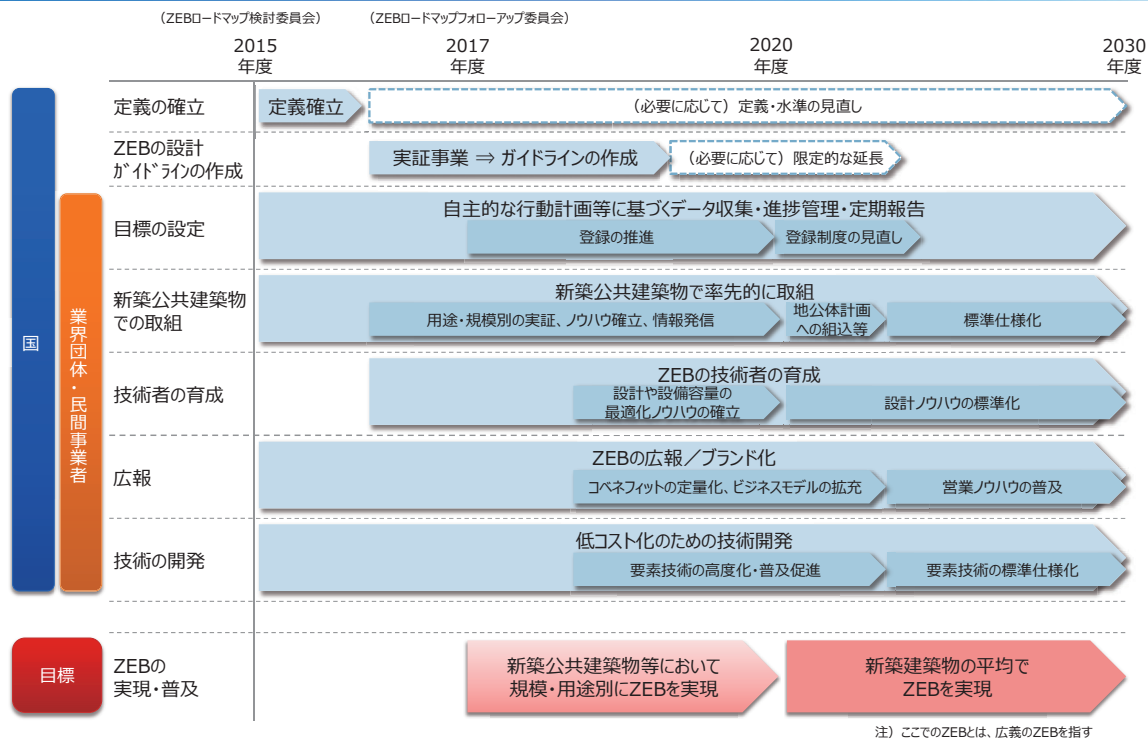 （ZEBロードマップ検討委員会）
（ZEBロードマップフォローアップ委員会）
2015
年度
2017
年度
2020
年度
2030
年度
国
業界団体・民間事業者
定義の確立
定義確立
（必要に応じて）定義・水準の見直し
ZEBの設計
ｶﾞｲﾄﾞﾗｲﾝの作成
実証事業 ⇒ ガイドラインの作成
（必要に応じて）限定的な延長
目標の設定
自主的な行動計画等に基づくデータ収集・進捗管理・定期報告
登録の推進
登録制度の見直し
新築公共建築物
での取組
新築公共建築物で率先的に取組
用途・規模別の実証、ノウハウ確立、情報発信
地公体計画
への組込等
標準仕様化
技術者の育成
ZEBの技術者の育成
設計や設備容量の
最適化ノウハウの確立
設計ノウハウの標準化
広報
ZEBの広報／ブランド化
コベネフィットの定量化、ビジネスモデルの拡充
営業ノウハウの普及
技術の開発
低コスト化のための技術開発
要素技術の高度化・普及促進
要素技術の標準仕様化
目標
ZEBの
実現・普及
新築公共建築物等において
規模・用途別にZEBを実現
新築建築物の平均で
ZEBを実現
注）ここでのZEBとは、広義のZEBを指す